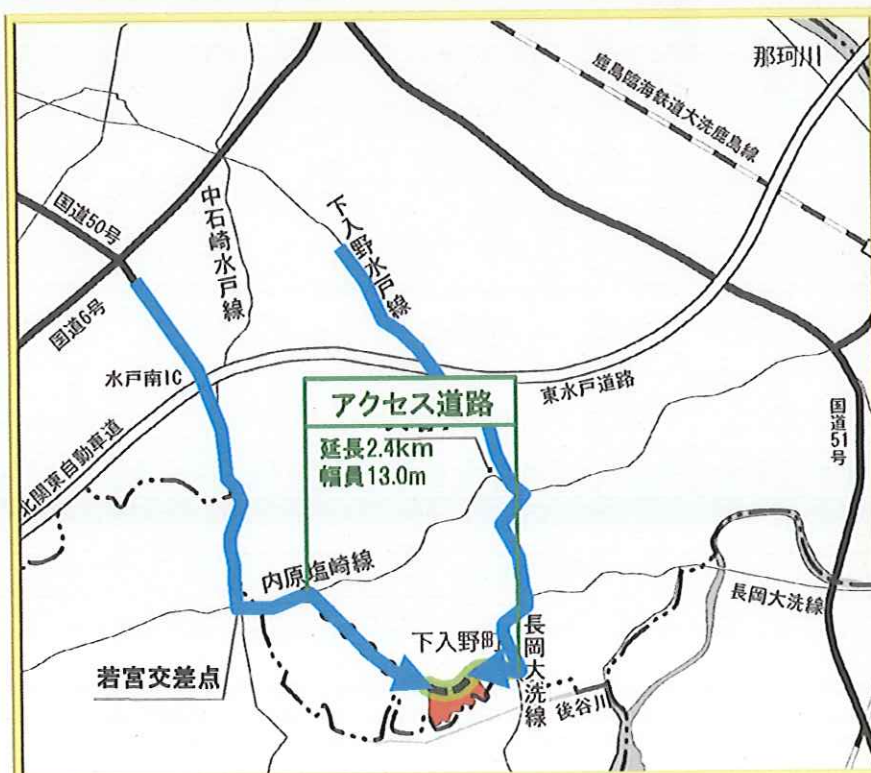 那珂川
鹿島臨海鉄道大洗鹿島線
国道50号
中石崎水戸線
下入野水戸線
国道6号
水戸南IC
東水戸道路
アクセス道路
延長2.4km
幅員13.0m
国道51号
北関東自動車道
内原塩崎線
長岡大洗線
下入野町
長岡大洗線
若宮交差点
後谷川